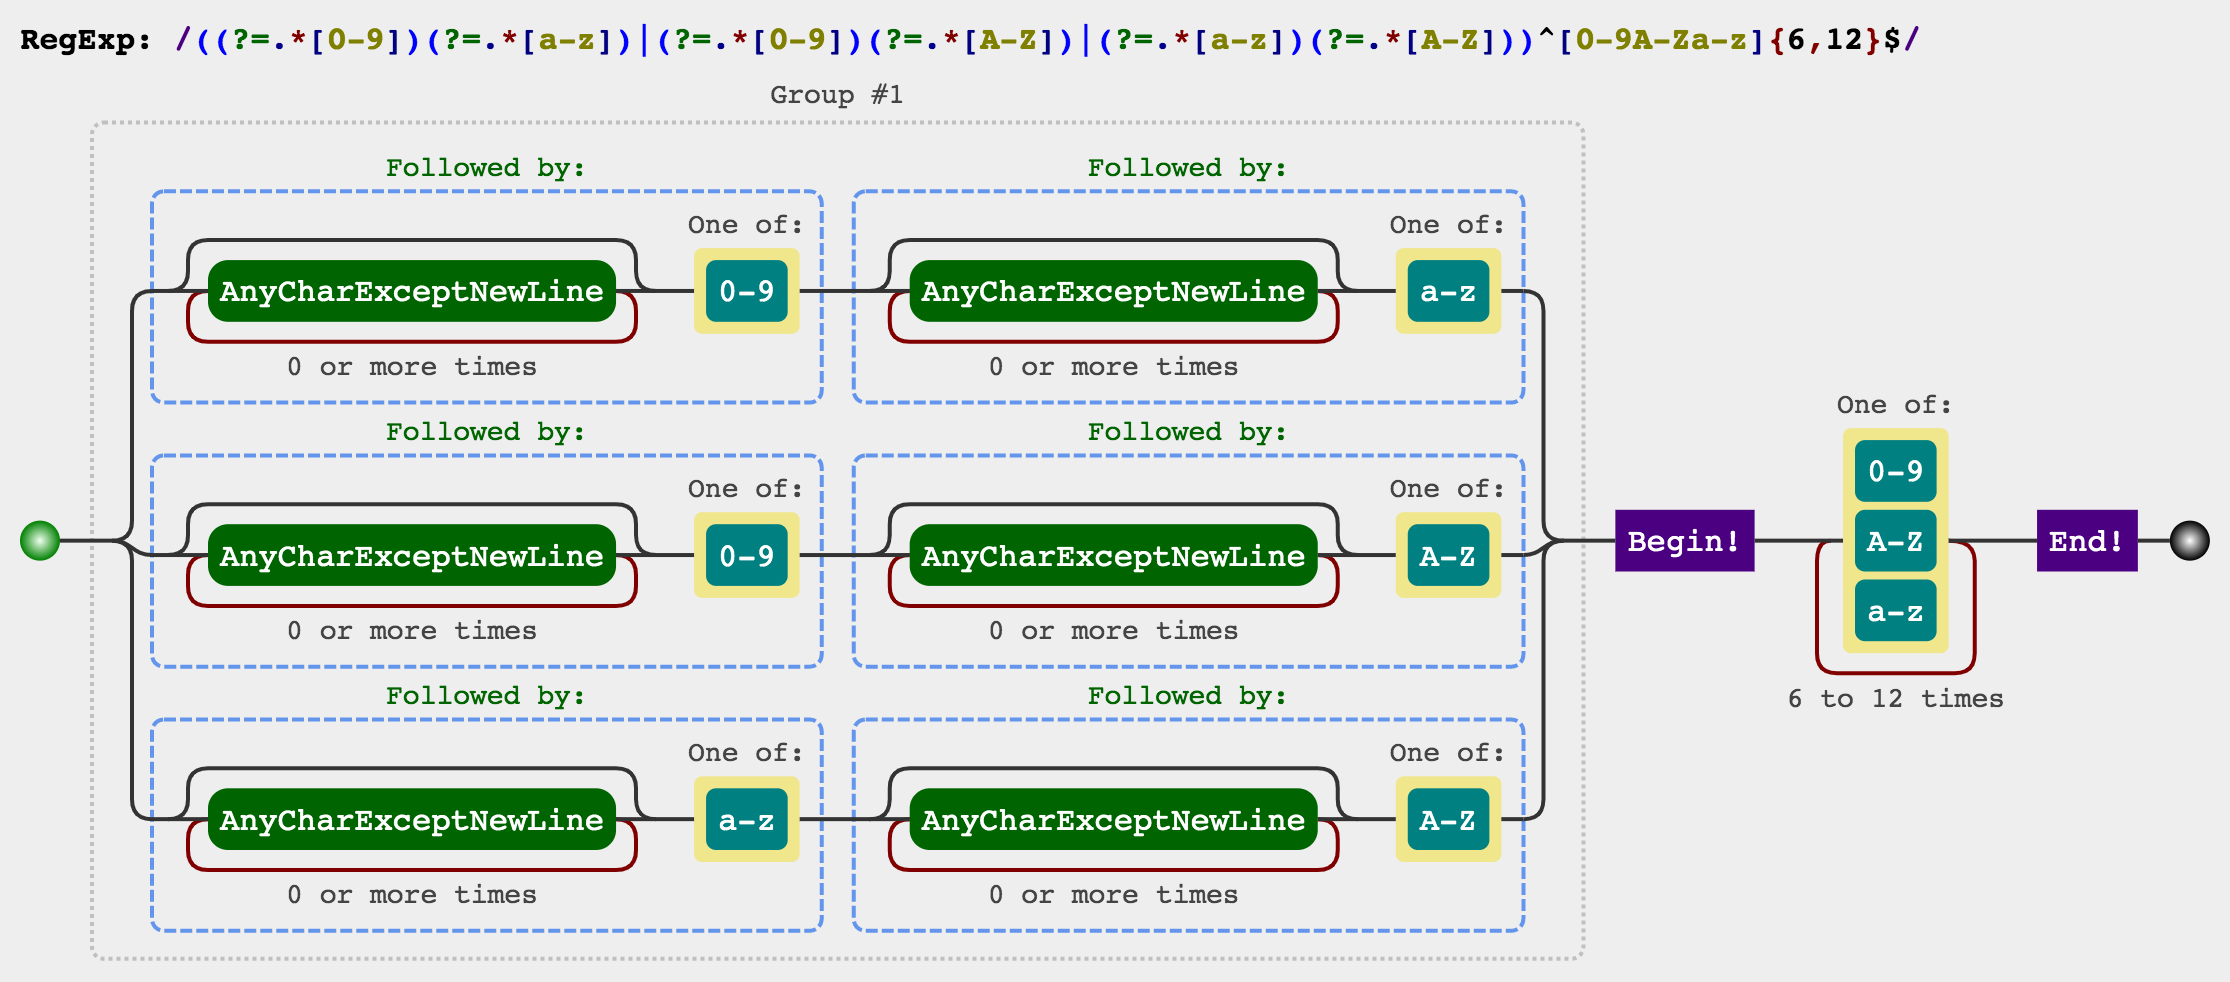 RegExp: /((?=.*[0-9])(?=.*[a-z])|(?=.*[0-9])(?=.*[A-Z])|(?=.*[a-z])(?=.*[A-Z]))^[0-9A-Za-z]{6,12}$/
Group #1
Followed by: Followed by:
One of: One of:
AnyCharExceptNewLine 0-9 AnyCharExceptNewLine a-z
0 or more times 0 or more times
Followed by: Followed by:
One of: One of:
AnyCharExceptNewLine 0-9 AnyCharExceptNewLine A-Z
0 or more times 0 or more times
Followed by: Followed by:
One of: One of:
AnyCharExceptNewLine a-z AnyCharExceptNewLine A-Z
0 or more times 0 or more times
Begin!
One of:
0-9
A-Z
a-z
6 to 12 times
End!